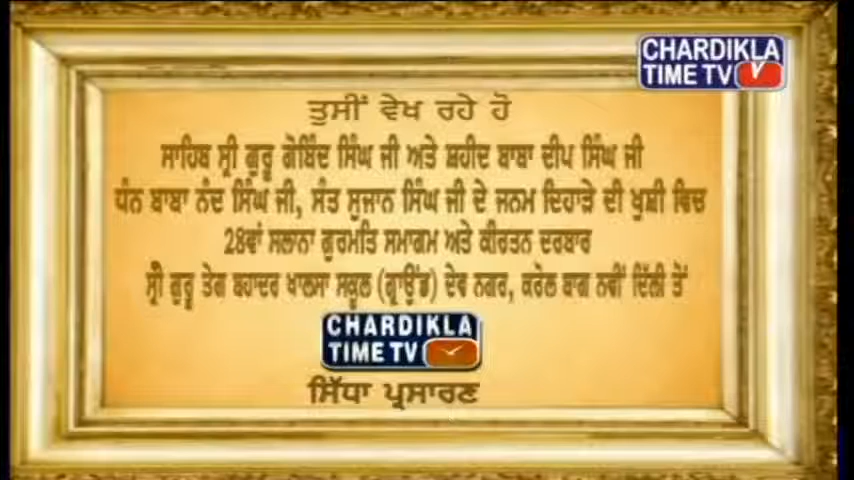 CHARDIKLA
TIME TV
ਤੁਸੀਂ ਵੇਖ ਰਹੇ ਹੋ
ਸਾਹਿਬ ਸ੍ਰੀ ਗੁਰੂ ਗੋਬਿੰਦ ਸਿੰਘ ਜੀ ਅਤੇ ਸ਼ਹੀਦ ਬਾਬਾ ਦੀਪ ਸਿੰਘ ਜੀ
ਧੰਨ ਬਾਬਾ ਨੰਦ ਸਿੰਘ ਜੀ, ਸੰਤ ਸੁਜਾਨ ਸਿੰਘ ਜੀ ਦੇ ਜਨਮ ਦਿਹਾੜੇ ਦੀ ਖੁਸ਼ੀ ਵਿਚ
28ਵਾਂ ਸਲਾਨਾ ਗੁਰਮਤਿ ਸਮਾਗਮ ਅਤੇ ਕੀਰਤਨ ਦਰਬਾਰ
ਸ੍ਰੀ ਗੁਰੂ ਤੇਗ ਬਹਾਦਰ ਖਾਲਸਾ ਸਕੂਲ (ਗ੍ਰਾਊਂਡ) ਦੇਵ ਨਗਰ, ਕਰੋਲ ਬਾਗ ਨਵੀਂ ਦਿੱਲੀ ਤੋਂ
CHARDIKLA
TIME TV
ਸਿੱਧਾ ਪ੍ਰਸਾਰਣ